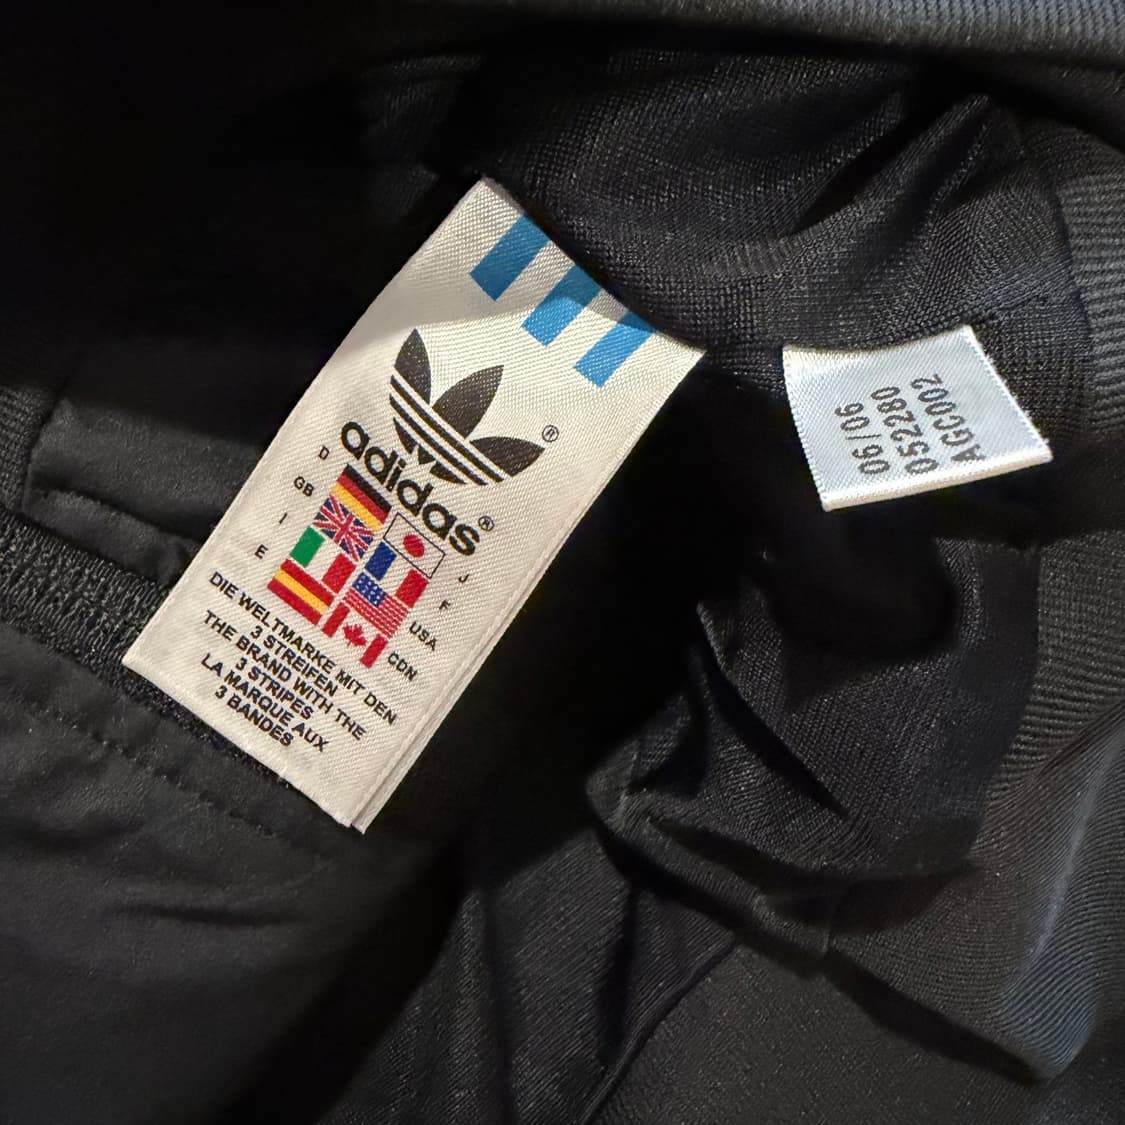 ®
adidas®
D
GB
I
E
J
F
USA
CDN
DIE WELTMARKE MIT DEN
3 STREIFEN
THE BRAND WITH THE
3 STRIPES
LA MARQUE AUX
3 BANDES
06/06
052280
AGC002